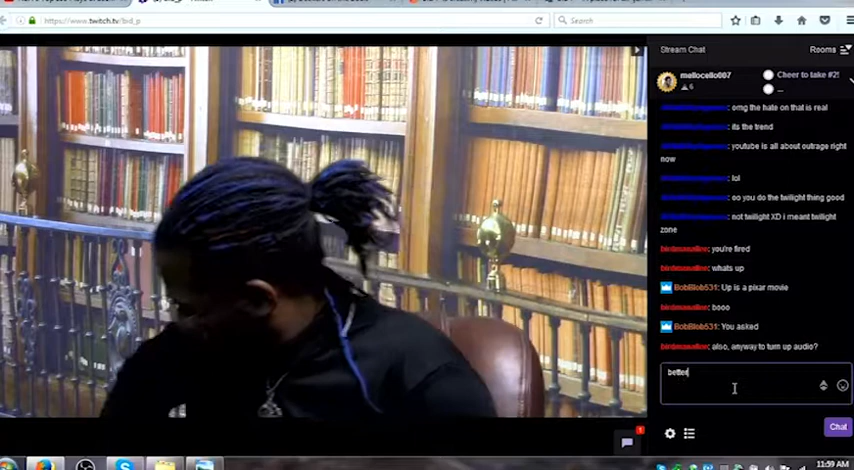 https://www.twitch.tv/bid_p
Search
Stream Chat
Rooms
mellocello007
6
Cheer to take #2!
...
: omg the hate on that is real
: its the trend
: youtube is all about outrage right
now
: lol
: oo you do the twilight thing good
: not twilight XD i meant twilight
zone
: you're fired
: whats up
BobBlob531: Up is a pixar movie
: booo
BobBlob531: You asked
: also, anyway to turn up audio?
better
Chat
1
11:59 AM